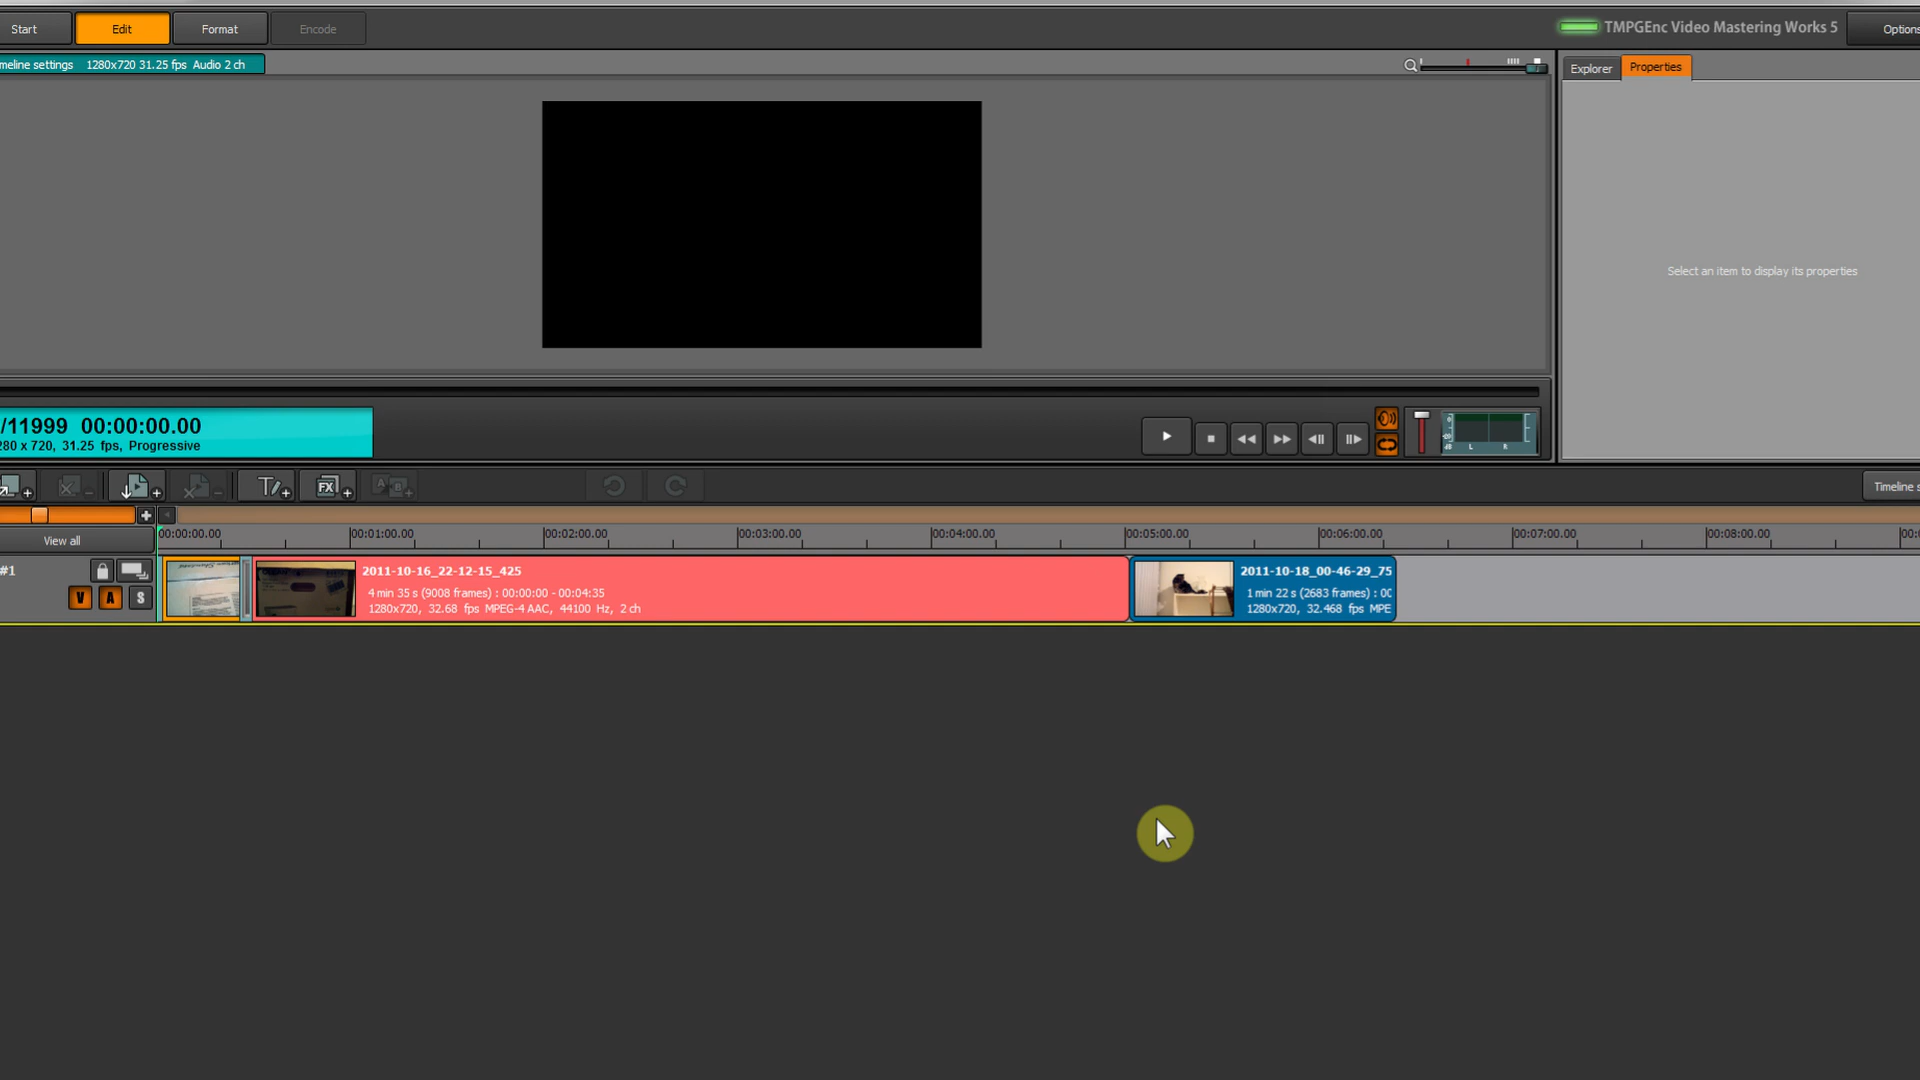 Start
Edit
Format
Encode
TMPGEnc Video Mastering Works 5
Options
meline settings 1280x720 31.25 fps Audio 2 ch
Explorer
Properties
Select an item to display its properties
/11999 00:00:00.00
280 x 720, 31.25 fps, Progressive
L R
T
FX
A B
Timeline s
View all
00:00:00.00
00:01:00.00
00:02:00.00
00:03:00.00
00:04:00.00
00:05:00.00
00:06:00.00
00:07:00.00
00:08:00.00
#1
V A S
2011-10-16_22-12-15_425
4 min 35 s (9008 frames) : 00:00:00 - 00:04:35
1280x720, 32.68 fps MPEG-4 AAC, 44100 Hz, 2 ch
2011-10-18_00-46-29_75
1 min 22 s (2683 frames) : 00
1280x720, 32.468 fps MPE